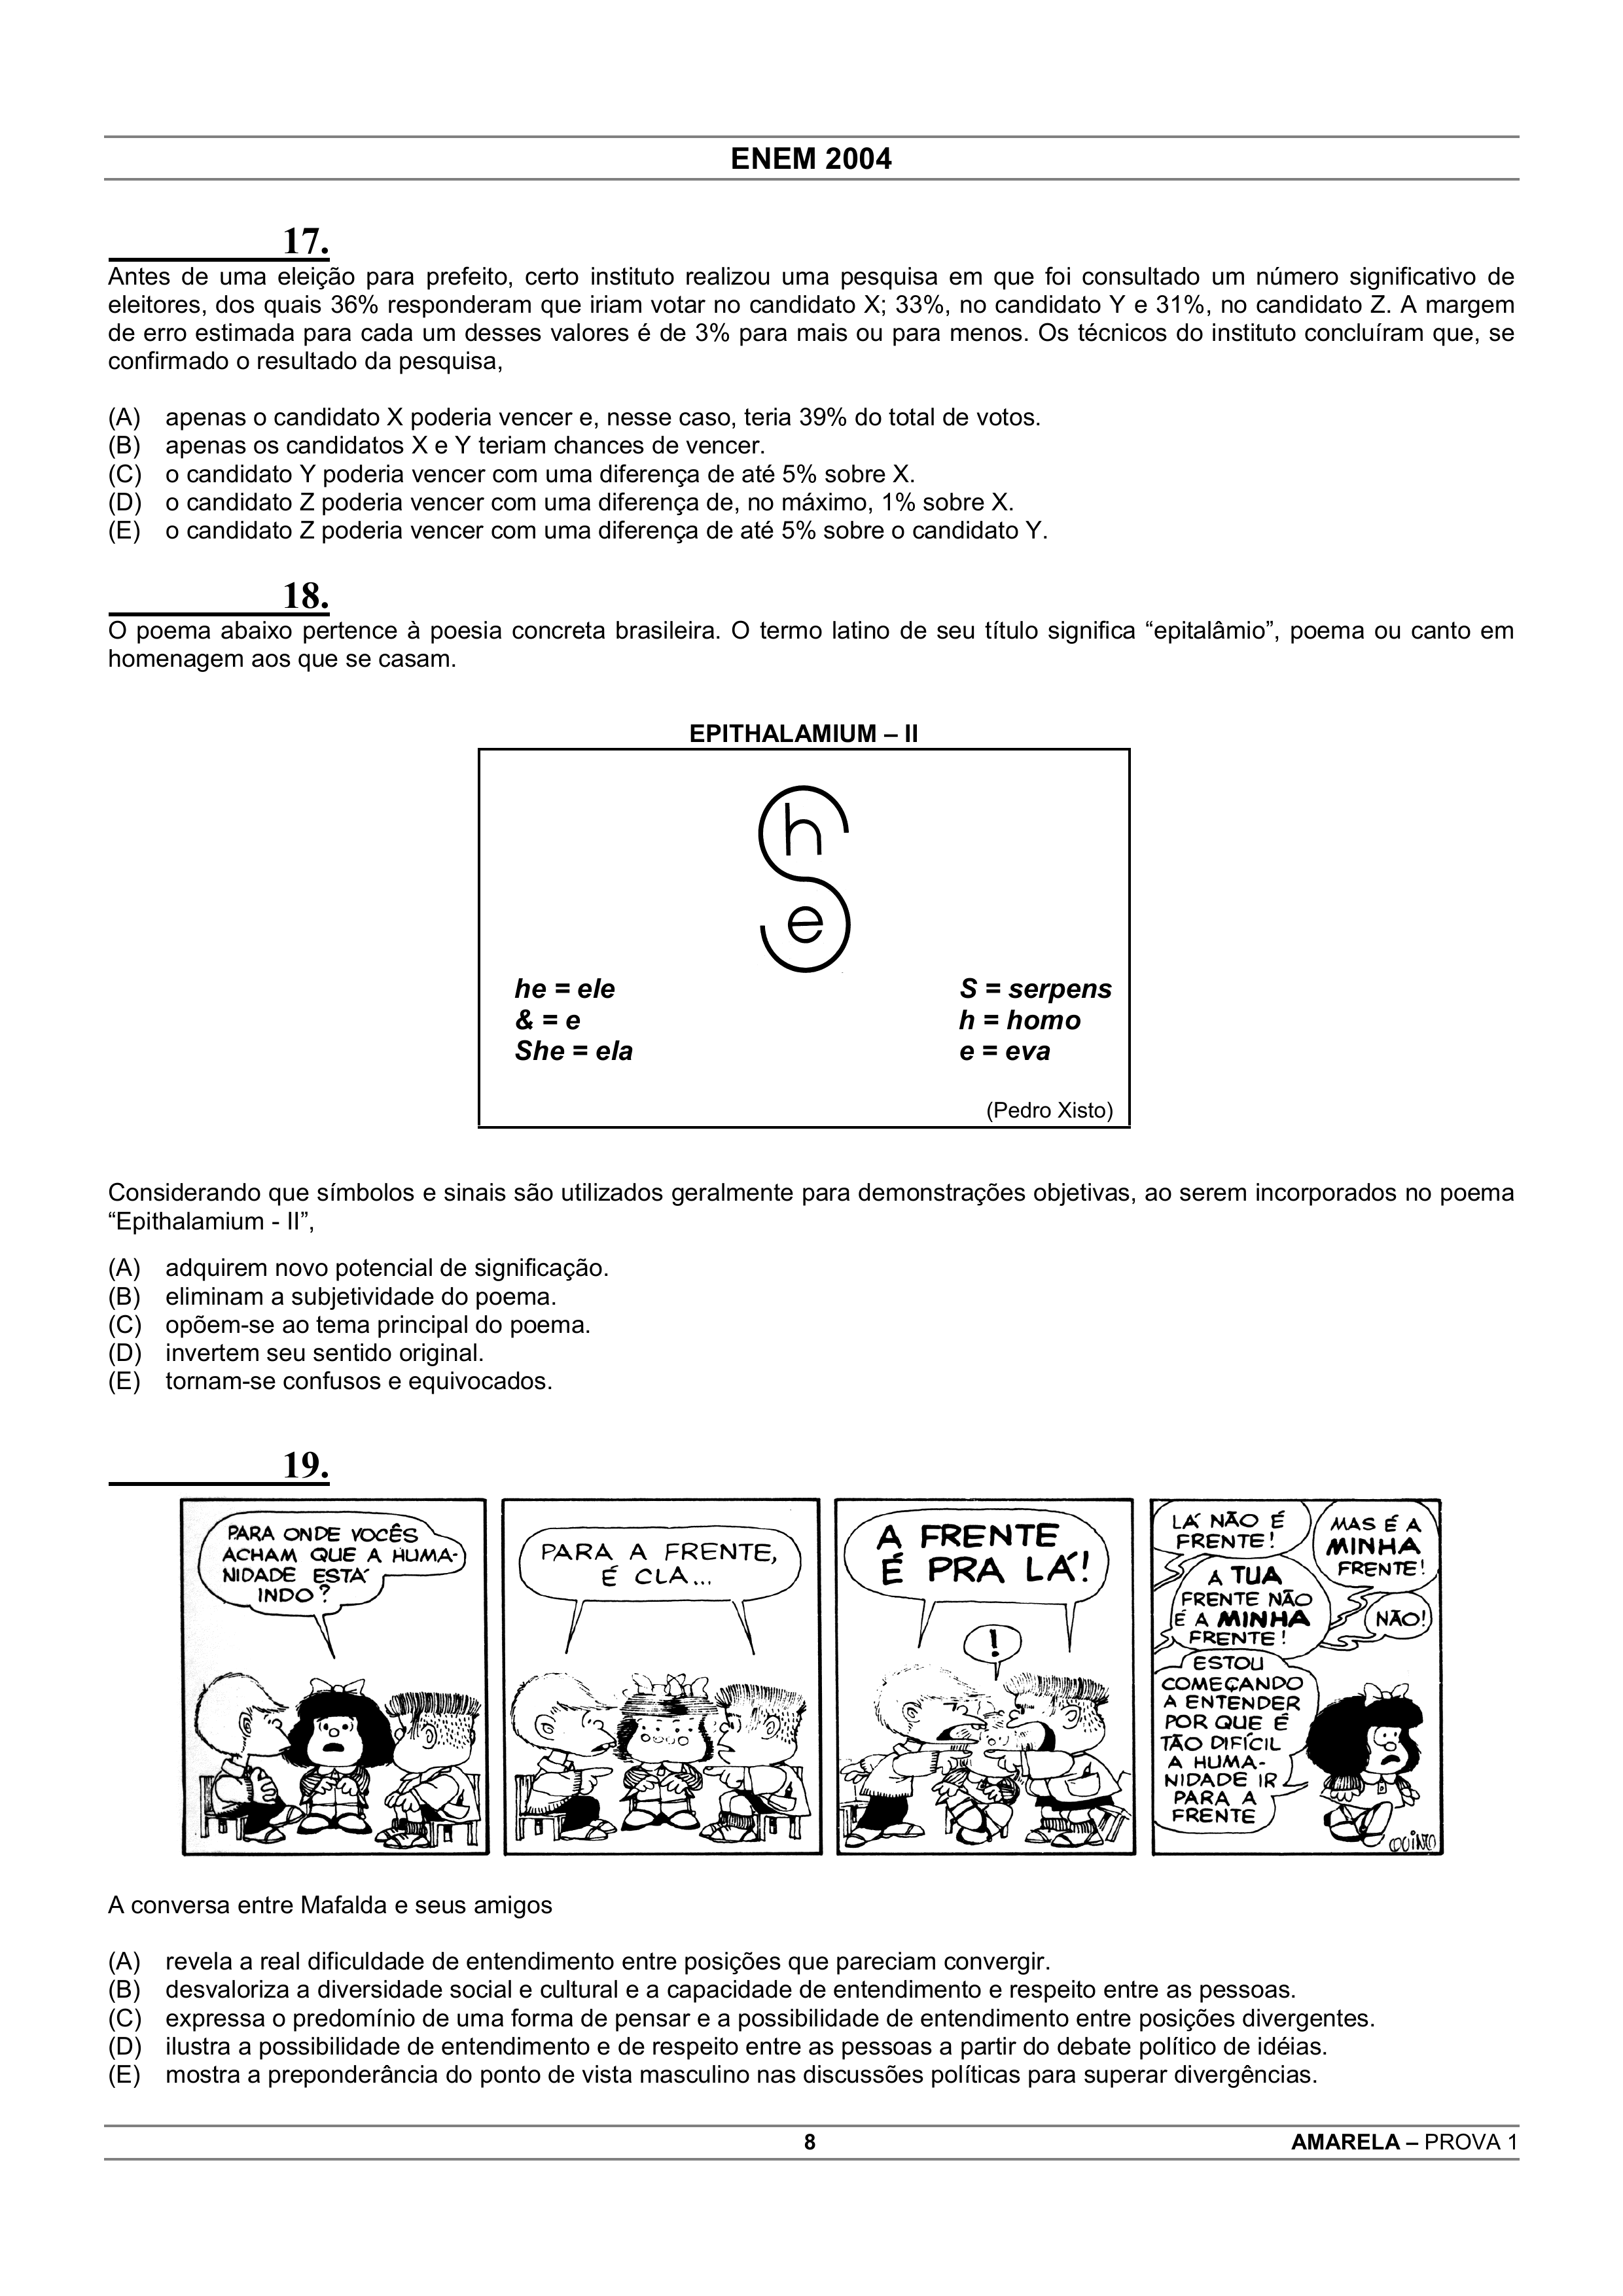 ENEM 2004
17.
Antes de uma eleição para prefeito, certo instituto realizou uma pesquisa em que foi consultado um número significativo de
eleitores, dos quais 36% responderam que iriam votar no candidato X; 33%, no candidato Y e 31%, no candidato Z. A margem
de erro estimada para cada um desses valores é de 3% para mais ou para menos. Os técnicos do instituto concluíram que, se
confirmado o resultado da pesquisa,
(A) apenas o candidato X poderia vencer e, nesse caso, teria 39% do total de votos.
(B) apenas os candidatos X e Y teriam chances de vencer.
(C) o candidato Y poderia vencer com uma diferença de até 5% sobre X.
(D) o candidato Z poderia vencer com uma diferença de, no máximo, 1% sobre X.
(E) o candidato Z poderia vencer com uma diferença de até 5% sobre o candidato Y.
18.
O poema abaixo pertence à poesia concreta brasileira. O termo latino de seu título significa “epitalâmio”, poema ou canto em
homenagem aos que se casam.
EPITHALAMIUM – II
h
S
e
he = ele
& = e
She = ela
S = serpens
h = homo
e = eva
(Pedro Xisto)
Considerando que símbolos e sinais são utilizados geralmente para demonstrações objetivas, ao serem incorporados no poema
“Epithalamium - II”,
(A) adquirem novo potencial de significação.
(B) eliminam a subjetividade do poema.
(C) opõem-se ao tema principal do poema.
(D) invertem seu sentido original.
(E) tornam-se confusos e equivocados.
19.
PARA ONDE VOCÊS
ACHAM QUE A HUMA-
NIDADE ESTÁ
INDO?
PARA A FRENTE,
É CLA...
A FRENTE
É PRA LÁ!
!
LÁ NÃO É
FRENTE!
MAS É A
MINHA
FRENTE!
A TUA
FRENTE NÃO
É A MINHA
FRENTE!
NÃO!
ESTOU
COMEÇANDO
A ENTENDER
POR QUE É
TÃO DIFÍCIL
A HUMA-
NIDADE IR
PARA A
FRENTE
QUINO
A conversa entre Mafalda e seus amigos
(A) revela a real dificuldade de entendimento entre posições que pareciam convergir.
(B) desvaloriza a diversidade social e cultural e a capacidade de entendimento e respeito entre as pessoas.
(C) expressa o predomínio de uma forma de pensar e a possibilidade de entendimento entre posições divergentes.
(D) ilustra a possibilidade de entendimento e de respeito entre as pessoas a partir do debate político de idéias.
(E) mostra a preponderância do ponto de vista masculino nas discussões políticas para superar divergências.
8
AMARELA – PROVA 1